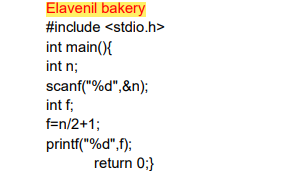 Elavenil bakery
#include <stdio.h>
int main(){
int n;
scanf("%d",&n);
int f;
f=n/2+1;
printf("%d",f);
return 0;}